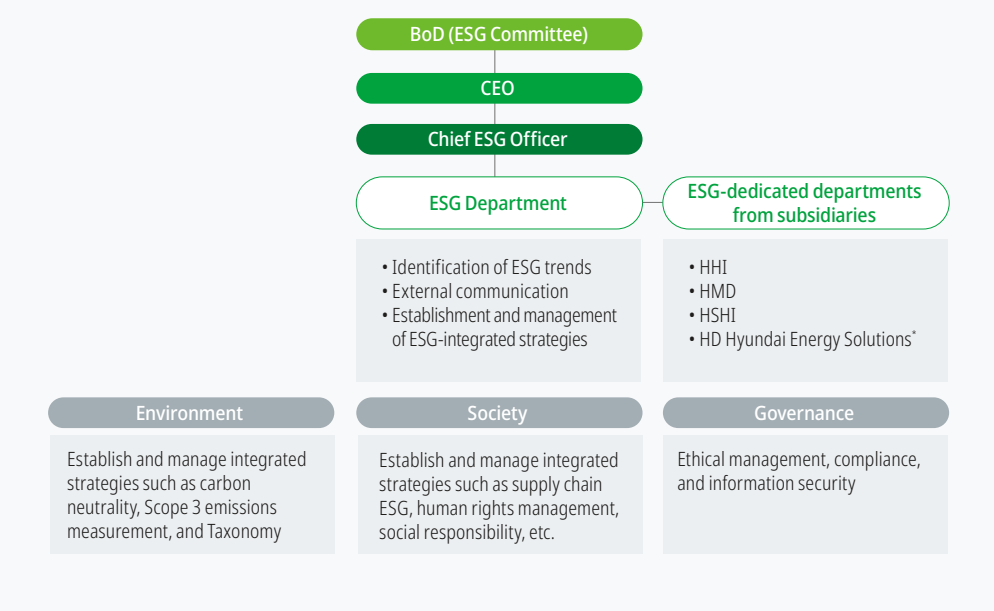 BoD (ESG Committee)
CEO
Chief ESG Officer
ESG Department
ESG-dedicated departments
from subsidiaries
• Identification of ESG trends
• External communication
• Establishment and management
of ESG-integrated strategies
• HHI
• HMD
• HSHI
• HD Hyundai Energy Solutions*
Environment
Establish and manage integrated
strategies such as carbon
neutrality, Scope 3 emissions
measurement, and Taxonomy
Society
Establish and manage integrated
strategies such as supply chain
ESG, human rights management,
social responsibility, etc.
Governance
Ethical management, compliance,
and information security